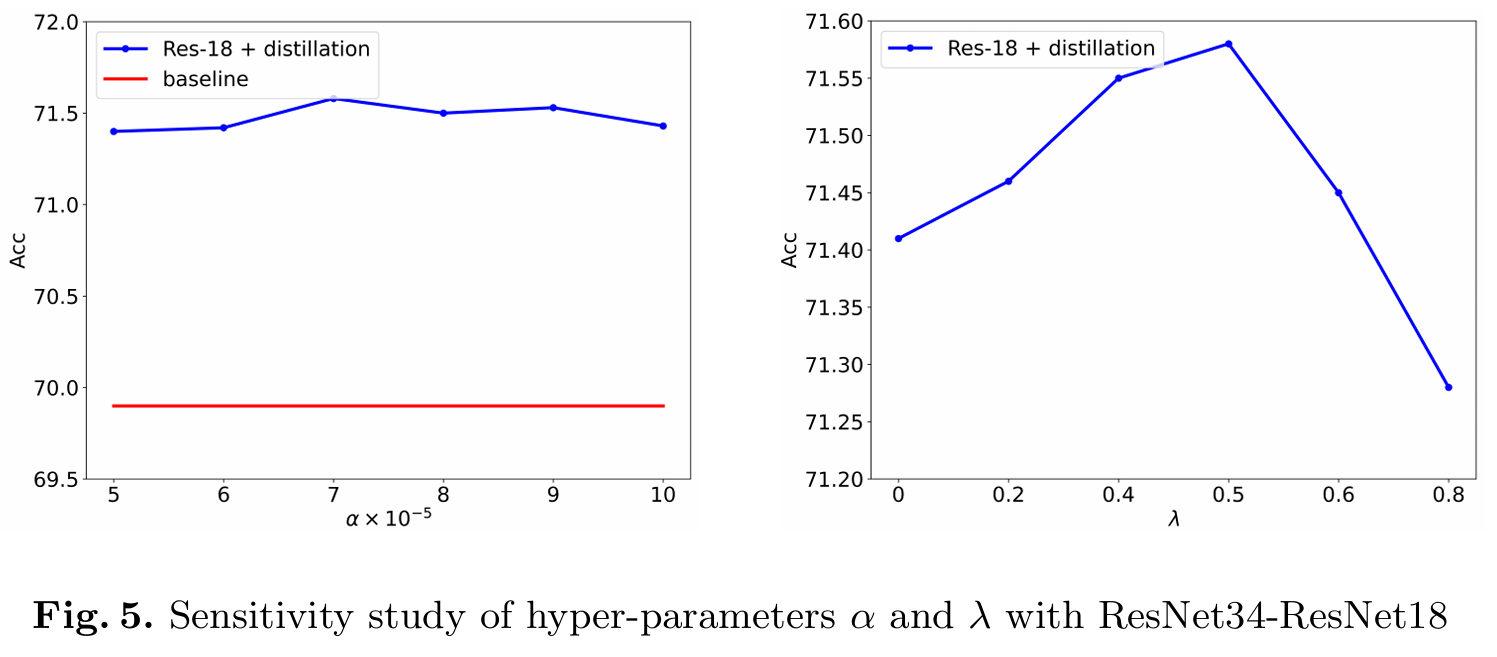 72.0
71.5
71.0
70.5
70.0
69.5
Acc
Res-18 + distillation
baseline
5 6 7 8 9 10
α × 10⁻⁵
71.60
71.55
71.50
71.45
71.40
71.35
71.30
71.25
71.20
Acc
Res-18 + distillation
0 0.2 0.4 0.5 0.6 0.8
λ
Fig. 5. Sensitivity study of hyper-parameters α and λ with ResNet34-ResNet18